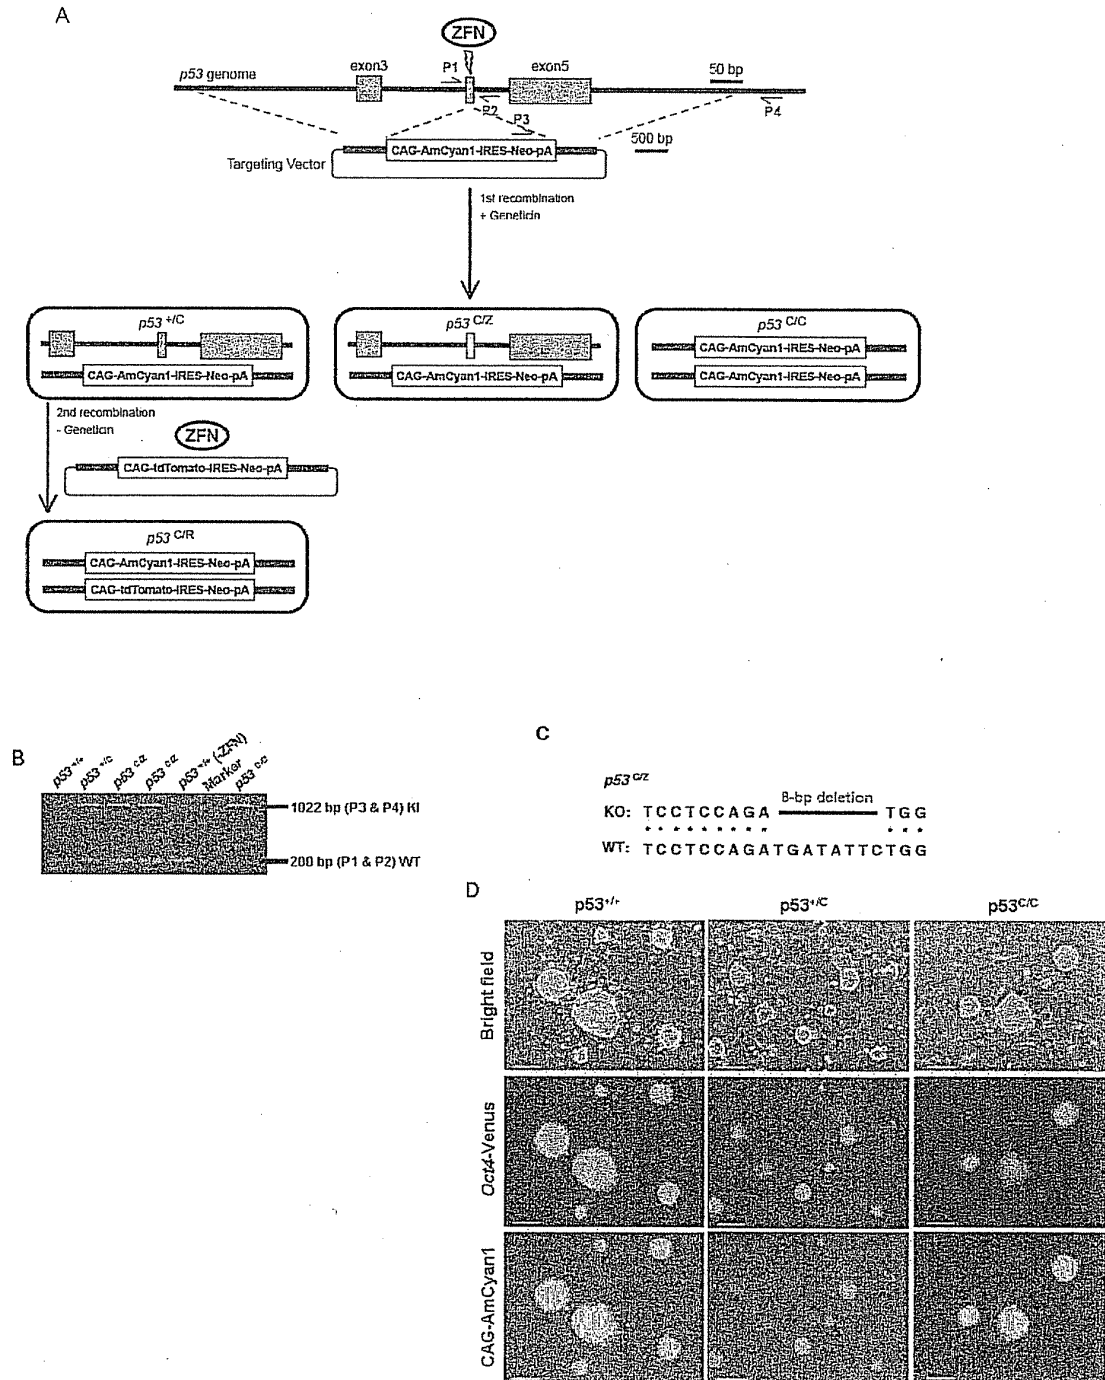 A
ZFN
p53 genome
exon3
P1
exon5
50 bp
P2
P4
P3
CAG-AmCyan1-IRES-Neo-pA
500 bp
Targeting Vector
1st recombination
+ Geneticin
p53 +/C
CAG-AmCyan1-IRES-Neo-pA
p53 C/Z
CAG-AmCyan1-IRES-Neo-pA
p53 C/C
CAG-AmCyan1-IRES-Neo-pA
CAG-AmCyan1-IRES-Neo-pA
2nd recombination
- Geneticin
ZFN
CAG-tdTomato-IRES-Neo-pA
p53 C/R
CAG-AmCyan1-IRES-Neo-pA
CAG-tdTomato-IRES-Neo-pA
B
p53+/+
p53+/C
p53C/Z
p53C/Z
p53+/+ (-ZFN)
Marker
1022 bp (P3 & P4) KI
200 bp (P1 & P2) WT
C
p53C/Z
8-bp deletion
KO: TCCTCCAGA TGG
WT: TCCTCCAGATGATATTCTGG
D
p53+/+
p53+/C
p53C/C
Bright field
Oct4-Venus
CAG-AmCyan1